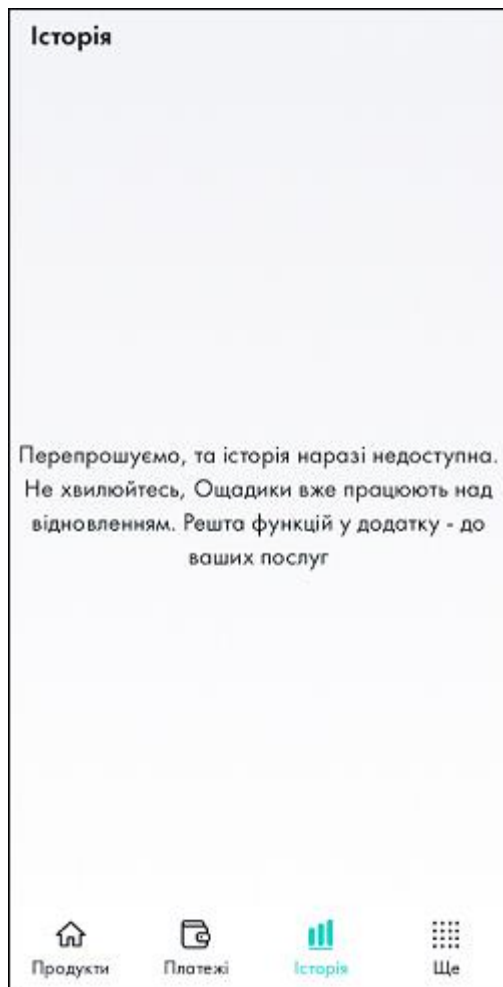 Історія
Перепрошуємо, та історія наразі недоступна.
Не хвилюйтесь, Ощадики вже працюють над
відновленням. Решта функцій у додатку - до
ваших послуг
Продукти Платежі Історія Ще